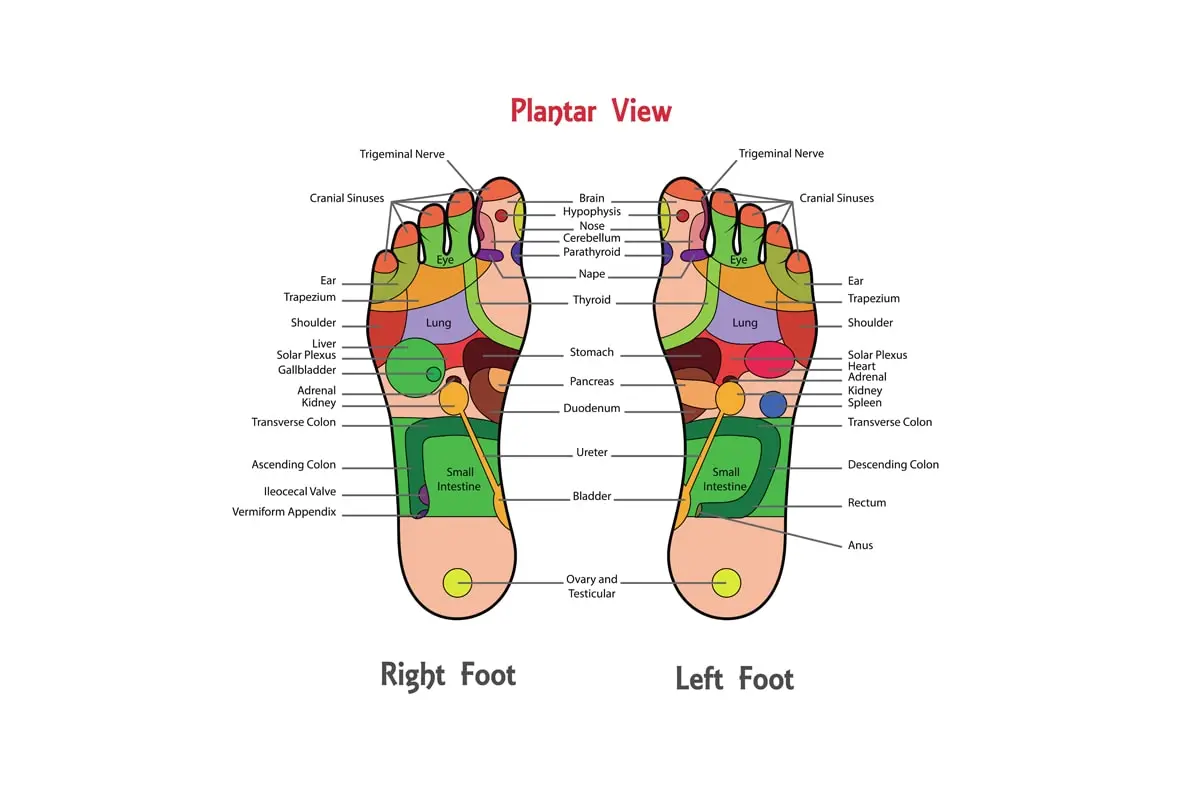 Plantar View
Trigeminal Nerve
Cranial Sinuses
Ear
Trapezium
Shoulder
Liver
Solar Plexus
Gallbladder
Adrenal
Kidney
Transverse Colon
Ascending Colon
Ileocecal Valve
Vermiform Appendix
Eye
Lung
Small
Intestine
Brain
Hypophysis
Nose
Cerebellum
Parathyroid
Nape
Thyroid
Stomach
Pancreas
Duodenum
Ureter
Bladder
Ovary and
Testicular
Trigeminal Nerve
Cranial Sinuses
Eye
Lung
Small
Intestine
Ear
Trapezium
Shoulder
Solar Plexus
Heart
Adrenal
Kidney
Spleen
Transverse Colon
Descending Colon
Rectum
Anus
Right Foot
Left Foot